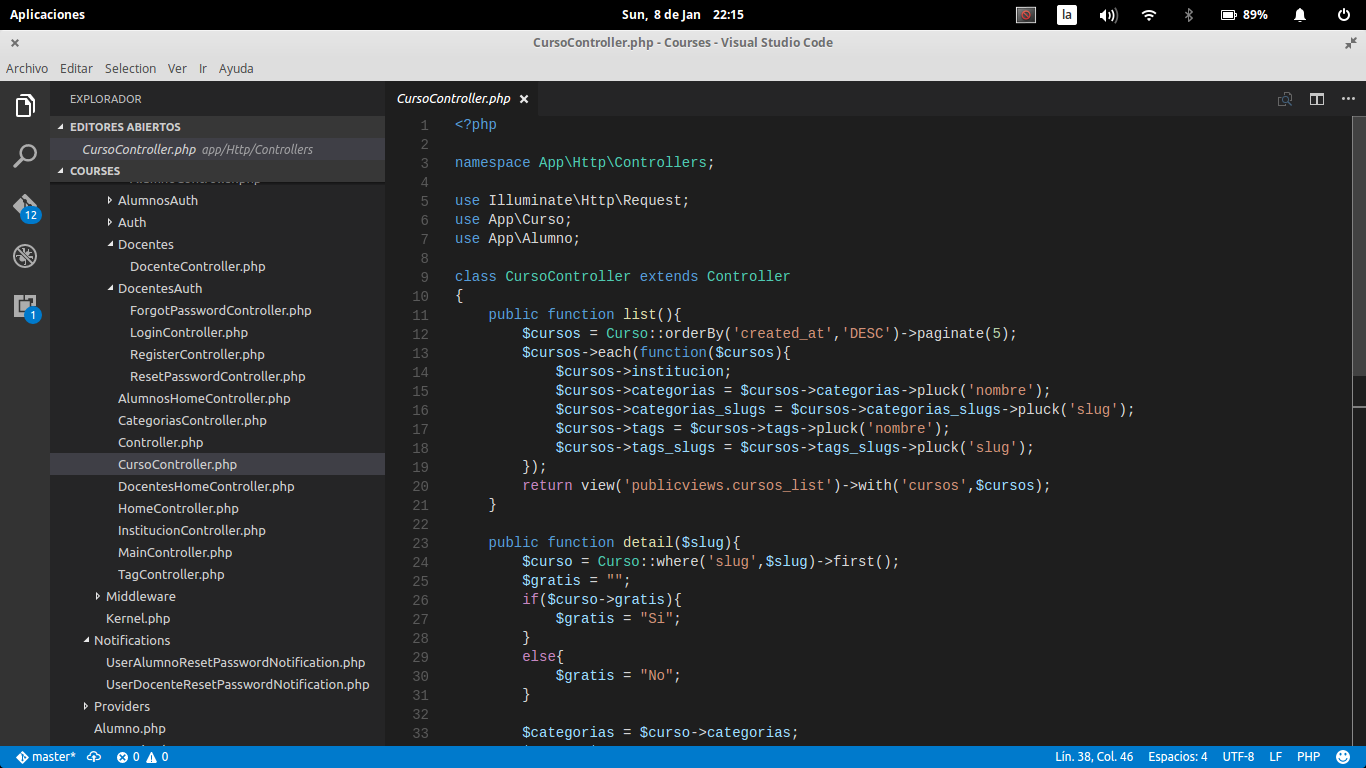 Aplicaciones
Sun, 8 de Jan 22:15
la
89%
CursoController.php - Courses - Visual Studio Code
Archivo Editar Selection Ver Ir Ayuda
EXPLORADOR
EDITORES ABIERTOS
CursoController.php app/Http/Controllers
COURSES
AlumnosAuth
Auth
Docentes
DocenteController.php
DocentesAuth
ForgotPasswordController.php
LoginController.php
RegisterController.php
ResetPasswordController.php
AlumnosHomeController.php
CategoriasController.php
Controller.php
CursoController.php
DocentesHomeController.php
HomeController.php
InstitucionController.php
MainController.php
TagController.php
Middleware
Kernel.php
Notifications
UserAlumnoResetPasswordNotification.php
UserDocenteResetPasswordNotification.php
Providers
Alumno.php
12
1
CursoController.php
1 <?php
2
3 namespace App\Http\Controllers;
4
5 use Illuminate\Http\Request;
6 use App\Curso;
7 use App\Alumno;
8
9 class CursoController extends Controller
10 {
11 public function list(){
12 $cursos = Curso::orderBy('created_at','DESC')->paginate(5);
13 $cursos->each(function($cursos){
14 $cursos->institucion;
15 $cursos->categorias = $cursos->categorias->pluck('nombre');
16 $cursos->categorias_slugs = $cursos->categorias_slugs->pluck('slug');
17 $cursos->tags = $cursos->tags->pluck('nombre');
18 $cursos->tags_slugs = $cursos->tags_slugs->pluck('slug');
19 });
20 return view('publicviews.cursos_list')->with('cursos',$cursos);
21 }
22
23 public function detail($slug){
24 $curso = Curso::where('slug',$slug)->first();
25 $gratis = "";
26 if($curso->gratis){
27 $gratis = "Si";
28 }
29 else{
30 $gratis = "No";
31 }
32
33 $categorias = $curso->categorias;
master* 0 0
Lín. 38, Col. 46 Espacios: 4 UTF-8 LF PHP